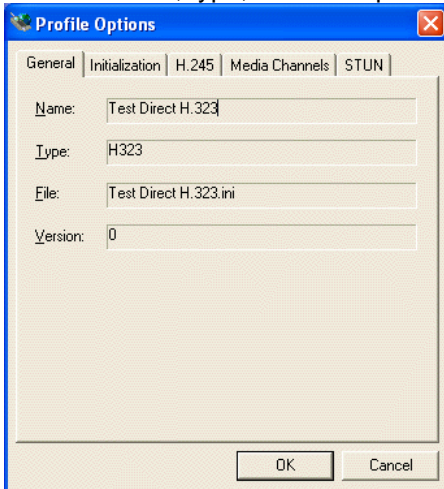 Profile Options
General Initialization H.245 Media Channels STUN
Name: Test Direct H.323
Type: H323
File: Test Direct H.323.ini
Version: 0
OK Cancel